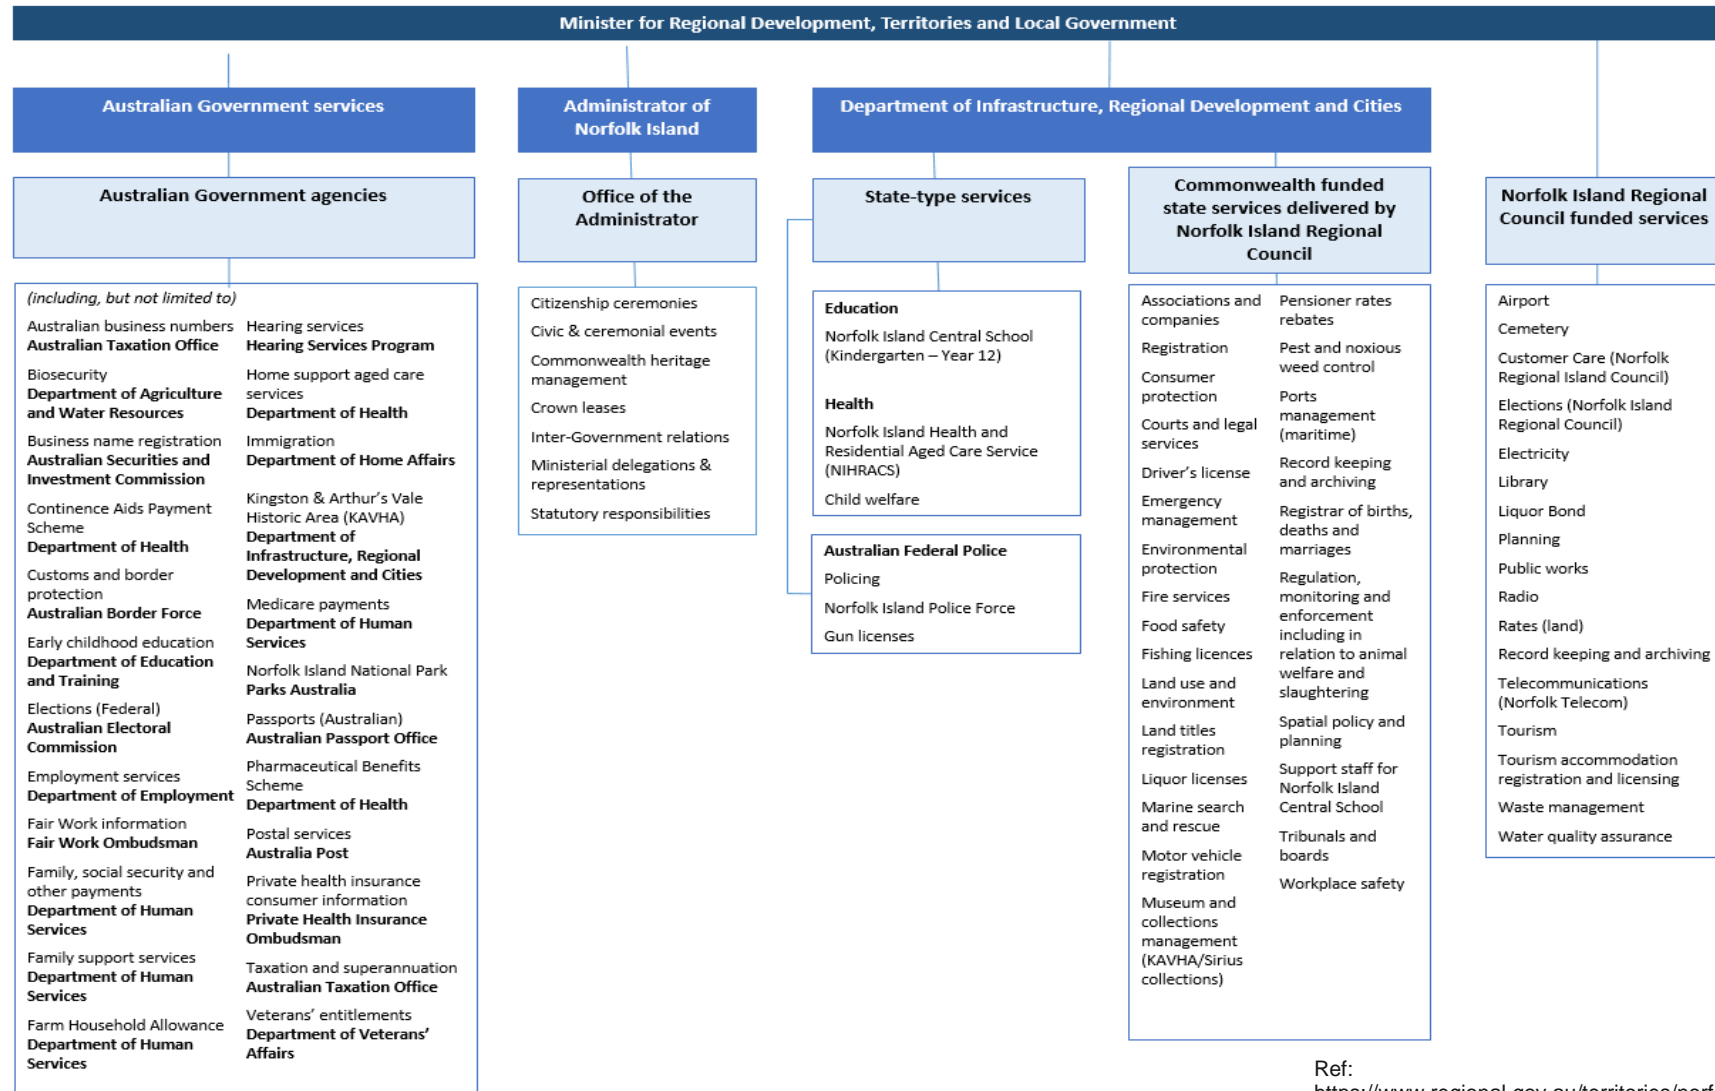 Minister for Regional Development, Territories and Local Government
Australian Government services
Australian Government agencies
(including, but not limited to)
Australian business numbers
Australian Taxation Office
Biosecurity
Department of Agriculture
and Water Resources
Business name registration
Australian Securities and
Investment Commission
Continence Aids Payment
Scheme
Department of Health
Customs and border
protection
Australian Border Force
Early childhood education
Department of Education
and Training
Elections (Federal)
Australian Electoral
Commission
Employment services
Department of Employment
Fair Work information
Fair Work Ombudsman
Family, social security and
other payments
Department of Human
Services
Family support services
Department of Human
Services
Farm Household Allowance
Department of Human
Services
Hearing services
Hearing Services Program
Home support aged care
services
Department of Health
Immigration
Department of Home Affairs
Kingston & Arthur's Vale
Historic Area (KAVHA)
Department of
Infrastructure, Regional
Development and Cities
Medicare payments
Department of Human
Services
Norfolk Island National Park
Parks Australia
Passports (Australian)
Australian Passport Office
Pharmaceutical Benefits
Scheme
Department of Health
Postal services
Australia Post
Private health insurance
consumer information
Private Health Insurance
Ombudsman
Taxation and superannuation
Australian Taxation Office
Veterans' entitlements
Department of Veterans'
Affairs
Administrator of
Norfolk Island
Office of the
Administrator
Citizenship ceremonies
Civic & ceremonial events
Commonwealth heritage
management
Crown leases
Inter-Government relations
Ministerial delegations &
representations
Statutory responsibilities
Department of Infrastructure, Regional Development and Cities
State-type services
Education
Norfolk Island Central School
(Kindergarten – Year 12)
Health
Norfolk Island Health and
Residential Aged Care Service
(NIHRACS)
Child welfare
Australian Federal Police
Policing
Norfolk Island Police Force
Gun licenses
Commonwealth funded
state services delivered by
Norfolk Island Regional
Council
Associations and
companies
Registration
Consumer
protection
Courts and legal
services
Driver's license
Emergency
management
Environmental
protection
Fire services
Food safety
Fishing licences
Land use and
environment
Land titles
registration
Liquor licenses
Marine search
and rescue
Motor vehicle
registration
Museum and
collections
management
(KAVHA/Sirius
collections)
Pensioner rates
rebates
Pest and noxious
weed control
Ports
management
(maritime)
Record keeping
and archiving
Registrar of births,
deaths and
marriages
Regulation,
monitoring and
enforcement
including in
relation to animal
welfare and
slaughtering
Spatial policy and
planning
Support staff for
Norfolk Island
Central School
Tribunals and
boards
Workplace safety
Norfolk Island Regional
Council funded services
Airport
Cemetery
Customer Care (Norfolk
Regional Island Council)
Elections (Norfolk Island
Regional Council)
Electricity
Library
Liquor Bond
Planning
Public works
Radio
Rates (land)
Record keeping and archiving
Telecommunications
(Norfolk Telecom)
Tourism
Tourism accommodation
registration and licensing
Waste management
Water quality assurance
Ref: